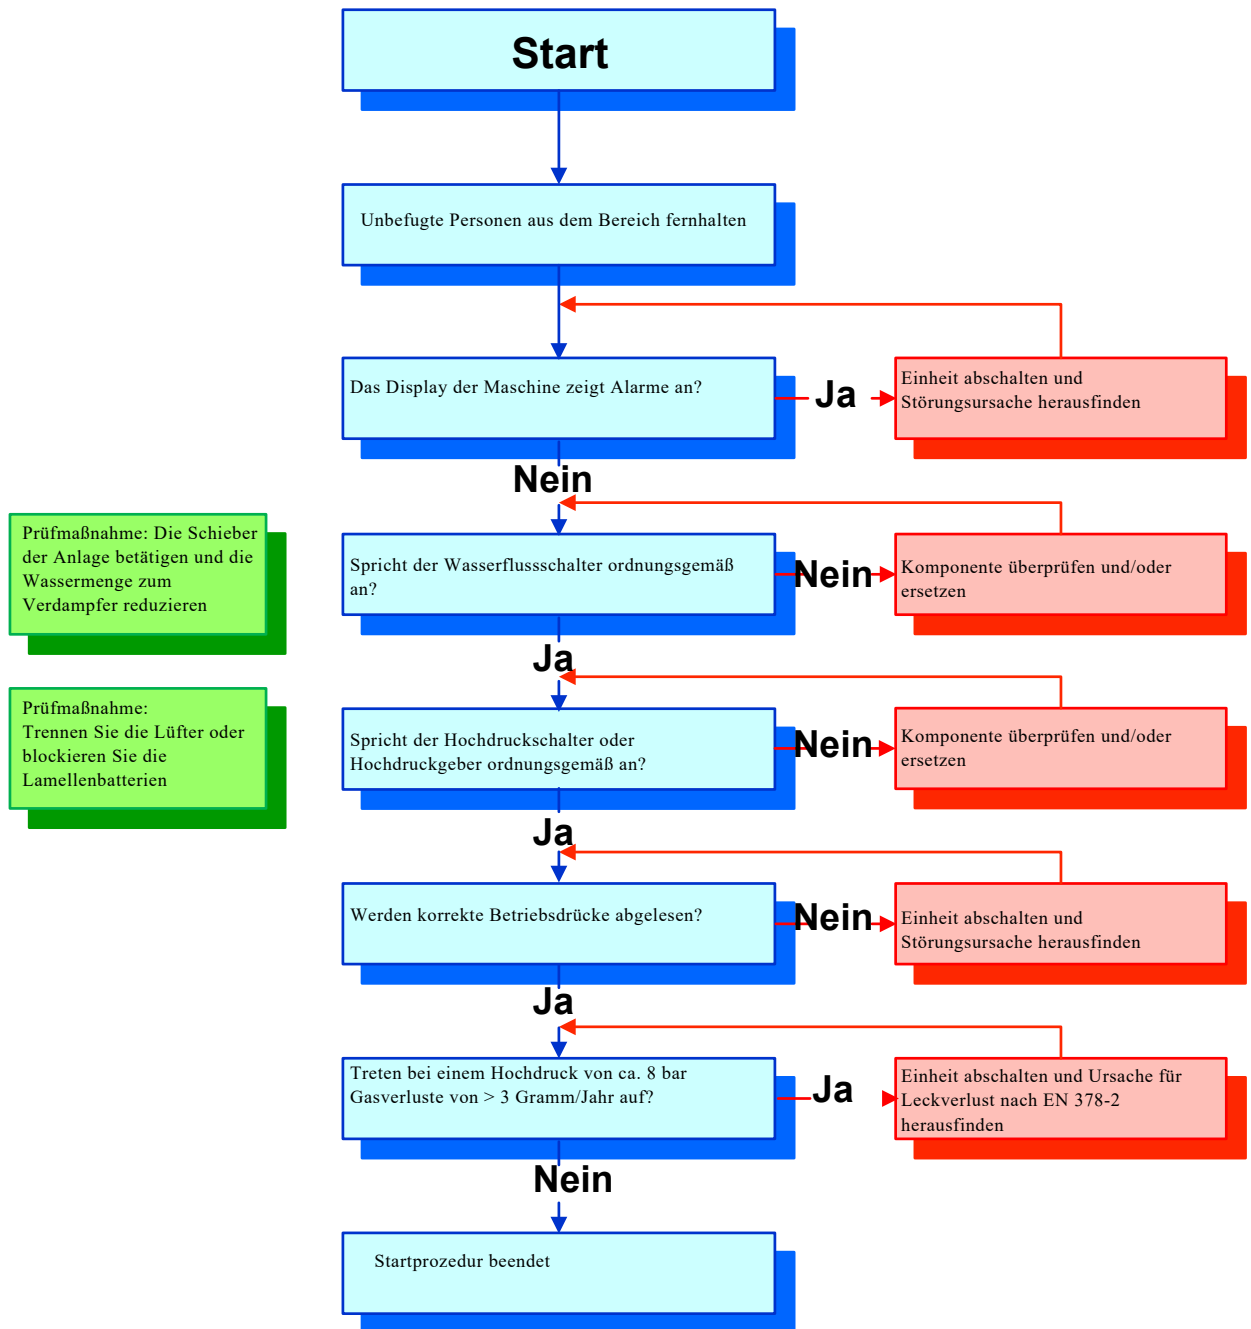 Start
Unbefugte Personen aus dem Bereich fernhalten
Das Display der Maschine zeigt Alarme an?
Ja
Einheit abschalten und
Störungsursache herausfinden
Nein
Prüfmaßnahme: Die Schieber
der Anlage betätigen und die
Wassermenge zum
Verdampfer reduzieren
Spricht der Wasserflussschalter ordnungsgemäß
an?
Nein
Komponente überprüfen und/oder
ersetzen
Ja
Prüfmaßnahme:
Trennen Sie die Lüfter oder
blockieren Sie die
Lamellenbatterien
Spricht der Hochdruckschalter oder
Hochdruckgeber ordnungsgemäß an?
Nein
Komponente überprüfen und/oder
ersetzen
Ja
Werden korrekte Betriebsdrücke abgelesen?
Nein
Einheit abschalten und
Störungsursache herausfinden
Ja
Treten bei einem Hochdruck von ca. 8 bar
Gasverluste von > 3 Gramm/Jahr auf?
Ja
Einheit abschalten und Ursache für
Leckverlust nach EN 378-2
herausfinden
Nein
Startprozedur beendet